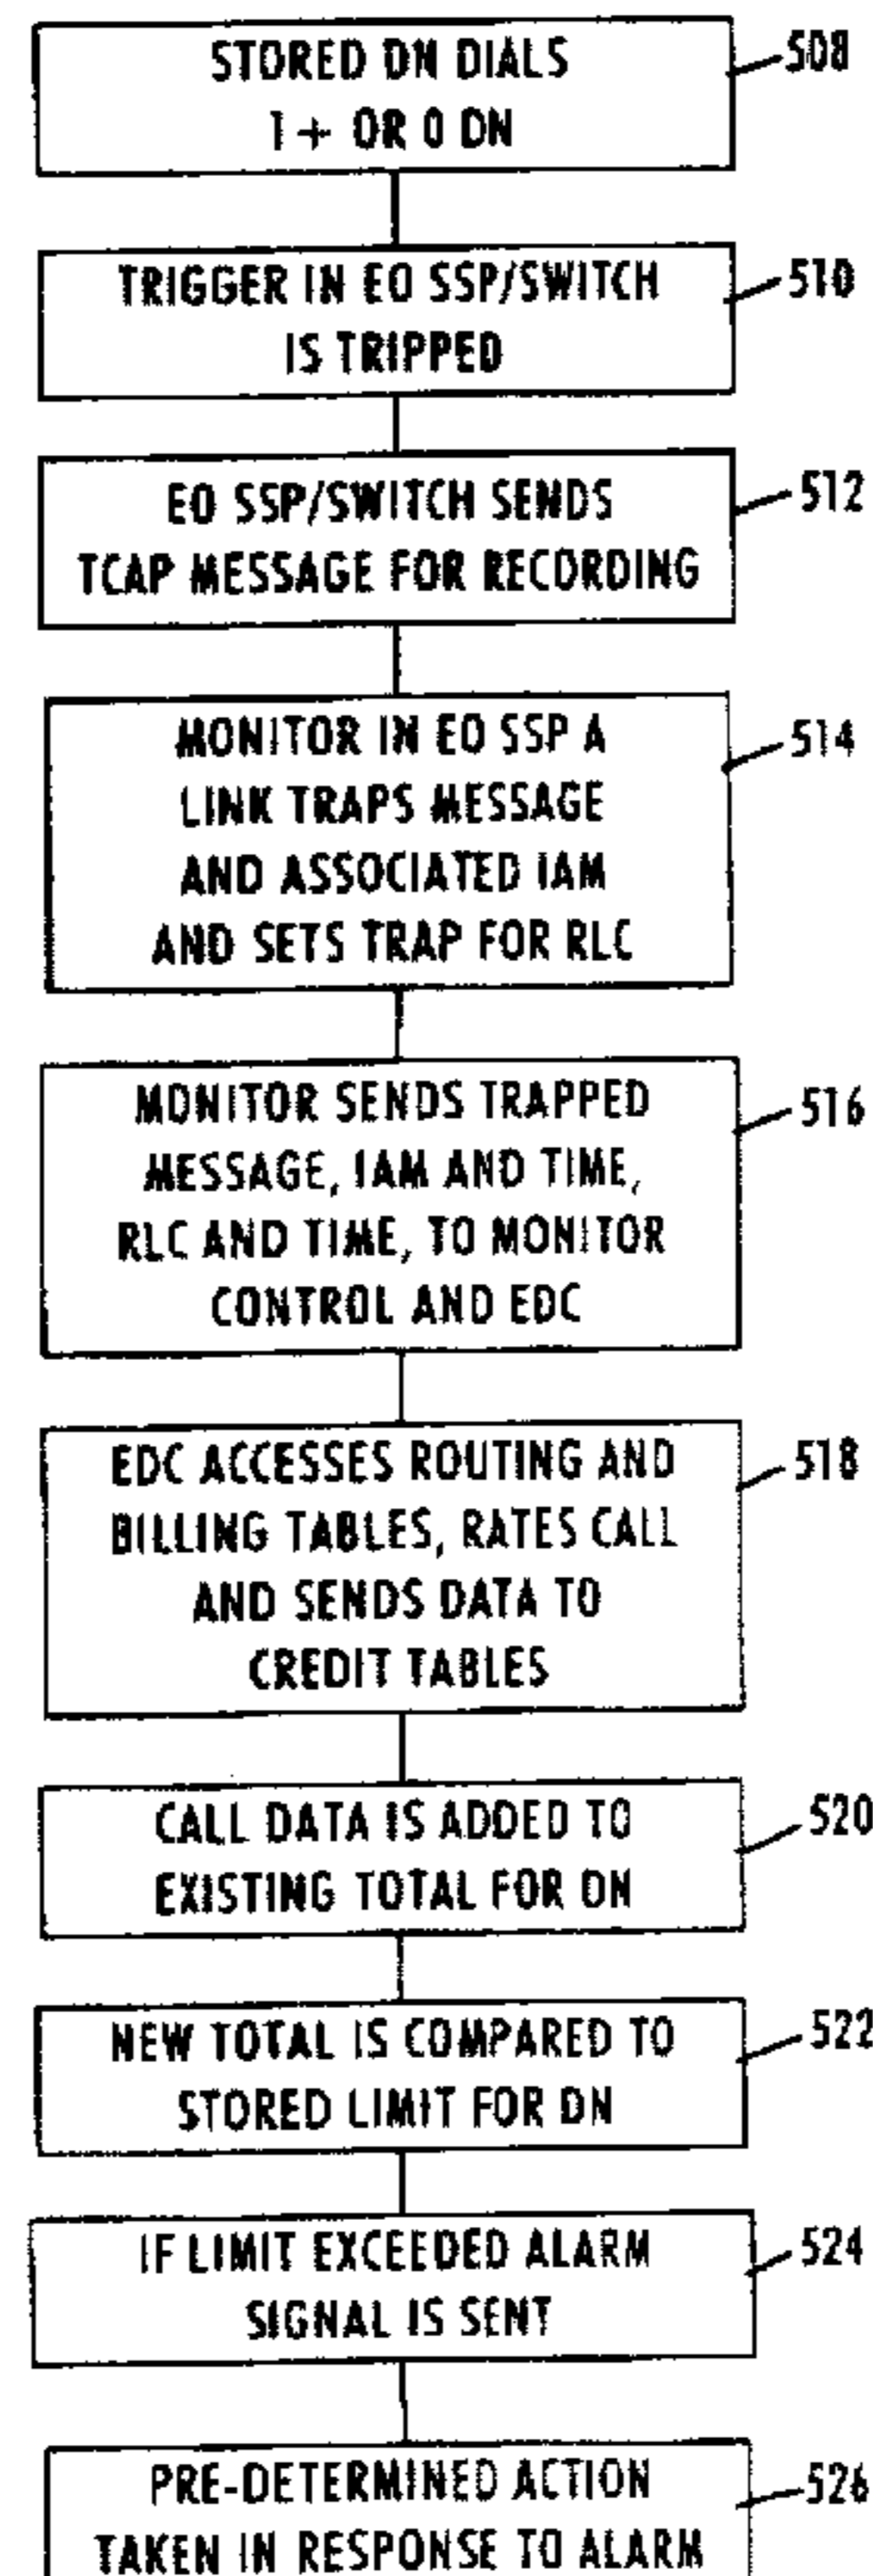 STORED DN DIALS
1 + OR 0 DN
508
TRIGGER IN EO SSP/SWITCH
IS TRIPPED
510
EO SSP/SWITCH SENDS
TCAP MESSAGE FOR RECORDING
512
MONITOR IN EO SSP A
LINK TRAPS MESSAGE
AND ASSOCIATED IAM
AND SETS TRAP FOR RLC
514
MONITOR SENDS TRAPPED
MESSAGE, IAM AND TIME,
RLC AND TIME, TO MONITOR
CONTROL AND EDC
516
EDC ACCESSES ROUTING AND
BILLING TABLES, RATES CALL
AND SENDS DATA TO
CREDIT TABLES
518
CALL DATA IS ADDED TO
EXISTING TOTAL FOR DN
520
NEW TOTAL IS COMPARED TO
STORED LIMIT FOR DN
522
IF LIMIT EXCEEDED ALARM
SIGNAL IS SENT
524
PRE-DETERMINED ACTION
TAKEN IN RESPONSE TO ALARM
526